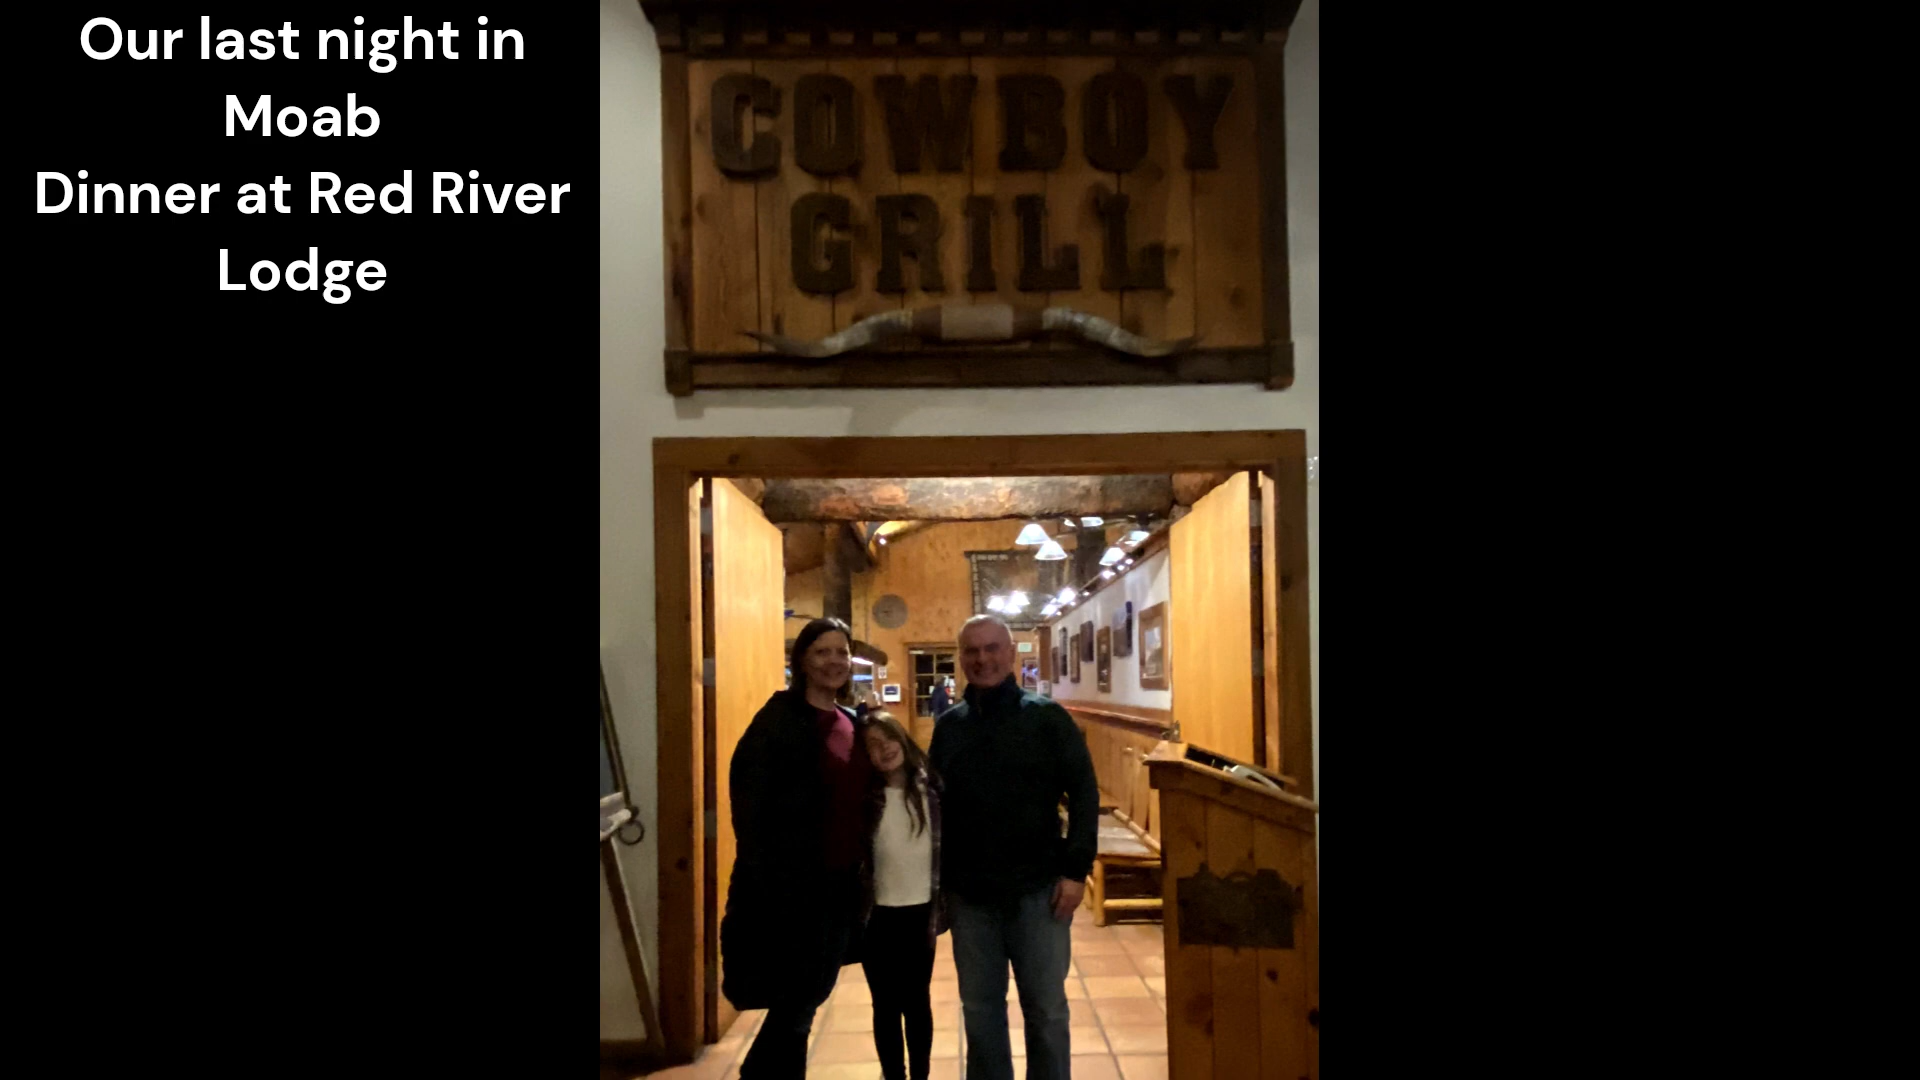 Our last night in
Moab
Dinner at Red River
Lodge
COWBOY
GRILL